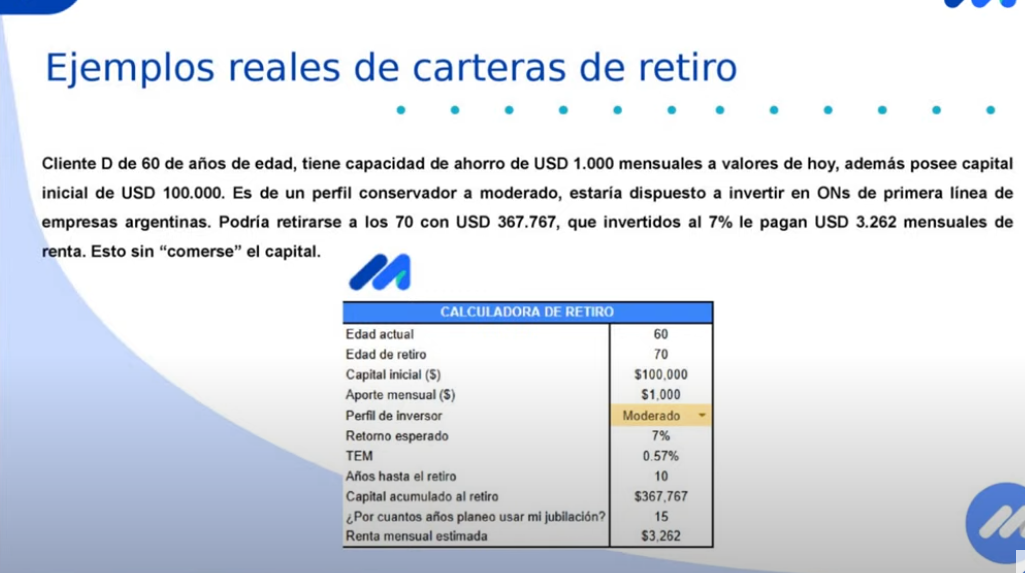 Ejemplos reales de carteras de retiro
Cliente D de 60 de años de edad, tiene capacidad de ahorro de USD 1.000 mensuales a valores de hoy, además posee capital
inicial de USD 100.000. Es de un perfil conservador a moderado, estaría dispuesto a invertir en ONs de primera línea de
empresas argentinas. Podría retirarse a los 70 con USD 367.767, que invertidos al 7% le pagan USD 3.262 mensuales de
renta. Esto sin “comerse” el capital.
CALCULADORA DE RETIRO
Edad actual 60
Edad de retiro 70
Capital inicial ($) $100,000
Aporte mensual ($) $1,000
Perfil de inversor Moderado
Retorno esperado 7%
TEM 0.57%
Años hasta el retiro 10
Capital acumulado al retiro $367,767
¿Por cuantos años planeo usar mi jubilación? 15
Renta mensual estimada $3,262